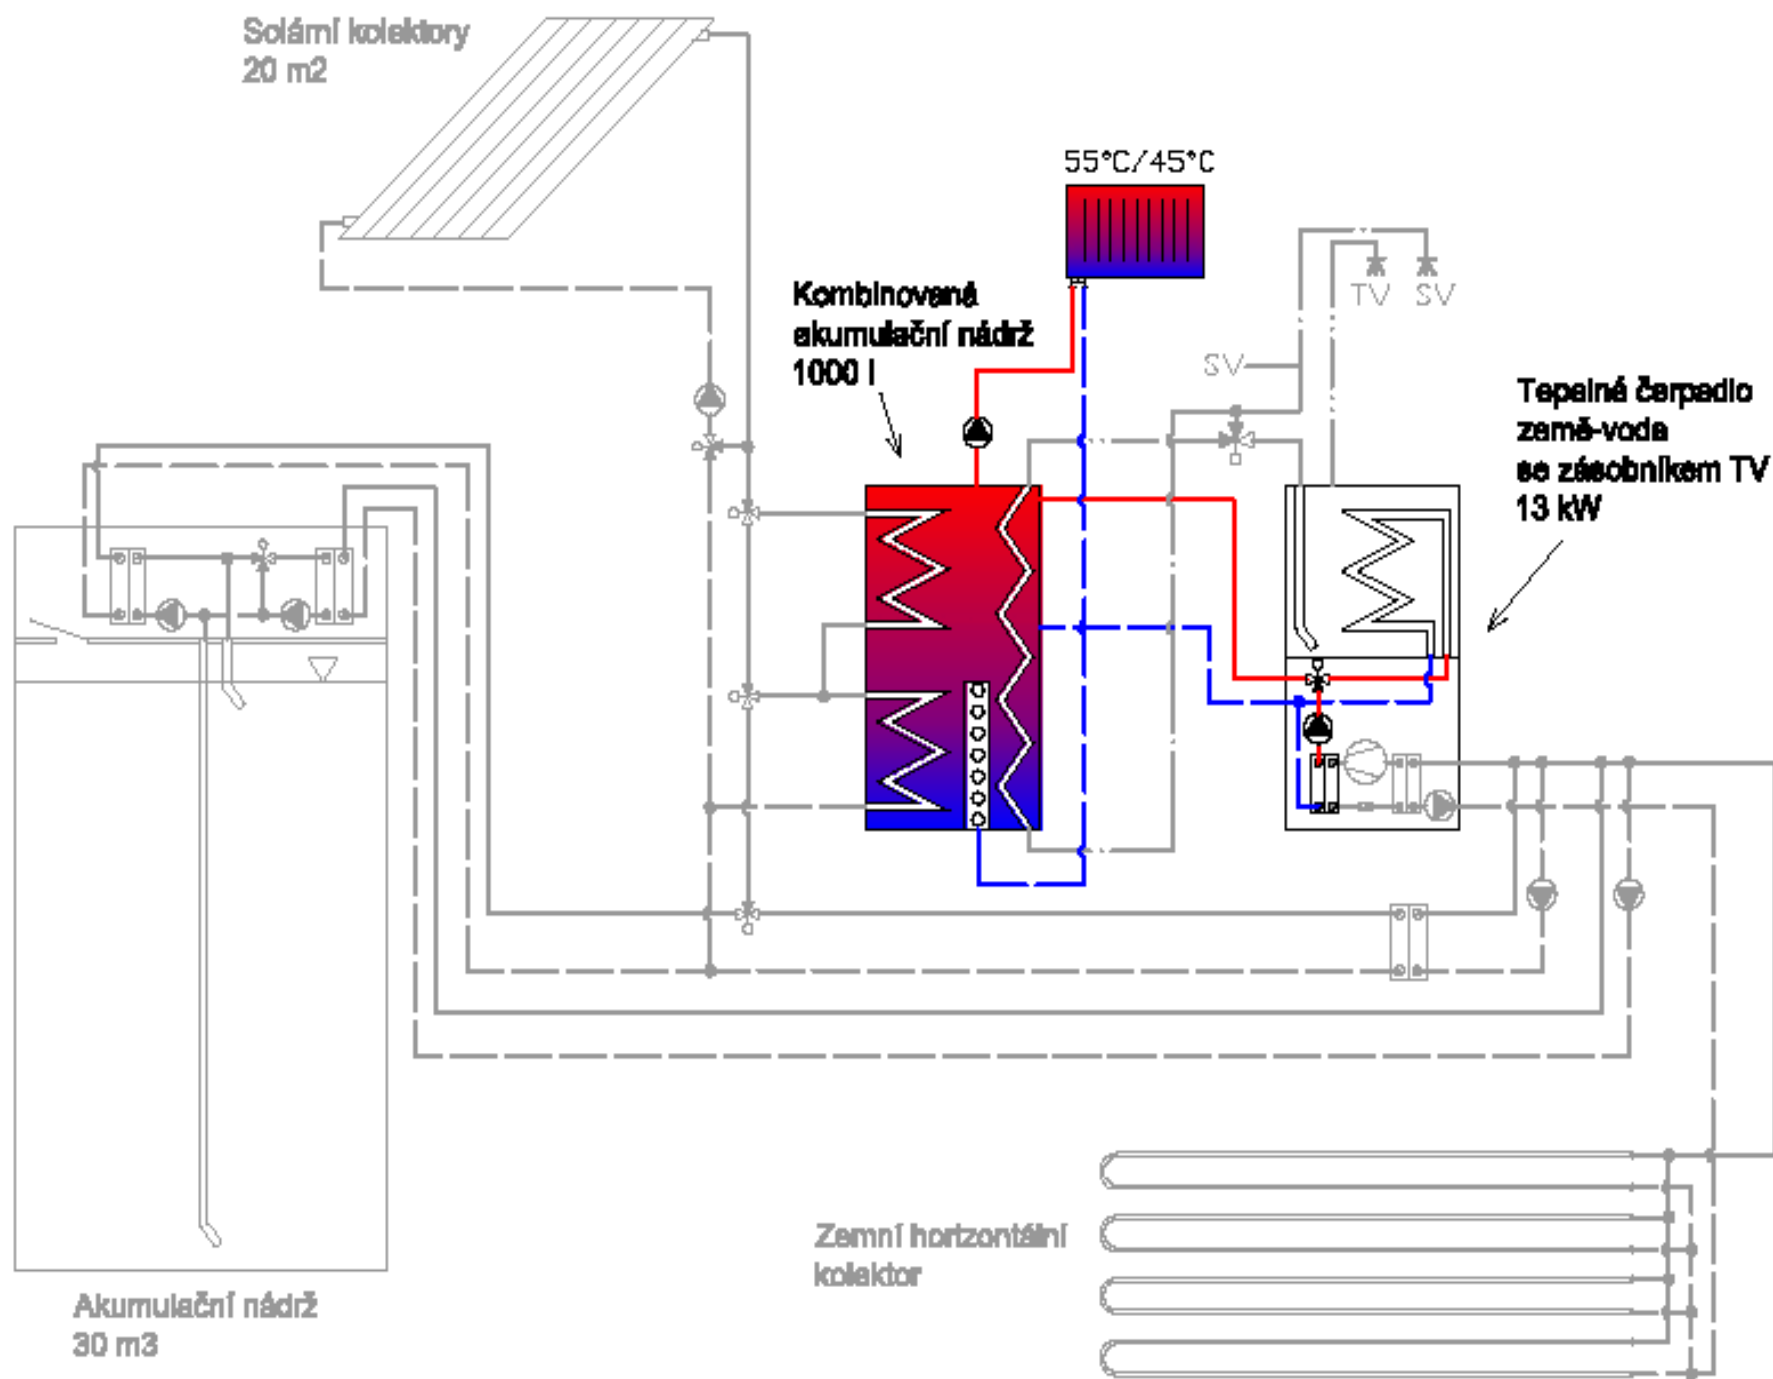 Solární kolektory
20 m2
55°C/45°C
Kombinovaná
akumulační nádrž
1000 l
TV
SV
SV
Tepelné čerpadlo
země-voda
se zásobníkem TV
13 kW
Zemní horizontální
kolektor
Akumulační nádrž
30 m3